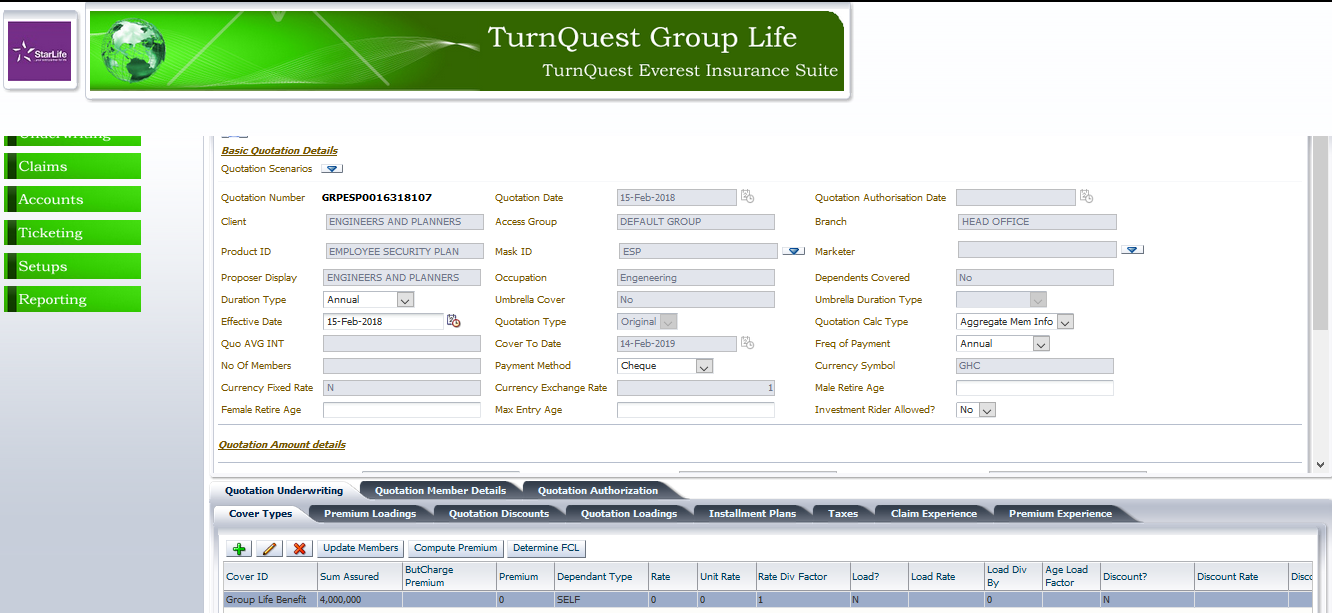 StarLife
TurnQuest Group Life
TurnQuest Everest Insurance Suite
Underwriting
Claims
Accounts
Ticketing
Setups
Reporting
Basic Quotation Details
Quotation Scenarios
Quotation Number GRPESP0016318107 Quotation Date 15-Feb-2018 Quotation Authorisation Date
Client ENGINEERS AND PLANNERS Access Group DEFAULT GROUP Branch HEAD OFFICE
Product ID EMPLOYEE SECURITY PLAN Mask ID ESP Marketer
Proposer Display ENGINEERS AND PLANNERS Occupation Engeneering Dependents Covered No
Duration Type Annual Umbrella Cover No Umbrella Duration Type
Effective Date 15-Feb-2018 Quotation Type Original Quotation Calc Type Aggregate Mem Info
Quo AVG INT Cover To Date 14-Feb-2019 Freq of Payment Annual
No Of Members Payment Method Cheque Currency Symbol GHC
Currency Fixed Rate N Currency Exchange Rate 1 Male Retire Age
Female Retire Age Max Entry Age Investment Rider Allowed? No
Quotation Amount details
Quotation Underwriting Quotation Member Details Quotation Authorization
Cover Types Premium Loadings Quotation Discounts Quotation Loadings Installment Plans Taxes Claim Experience Premium Experience
Update Members Compute Premium Determine FCL
Cover ID Sum Assured ButCharge Premium Premium Dependant Type Rate Unit Rate Rate Div Factor Load? Load Rate Load Div By Age Load Factor Discount? Discount Rate Disco
Group Life Benefit 4,000,000 0 SELF 0 0 1 N 0 N